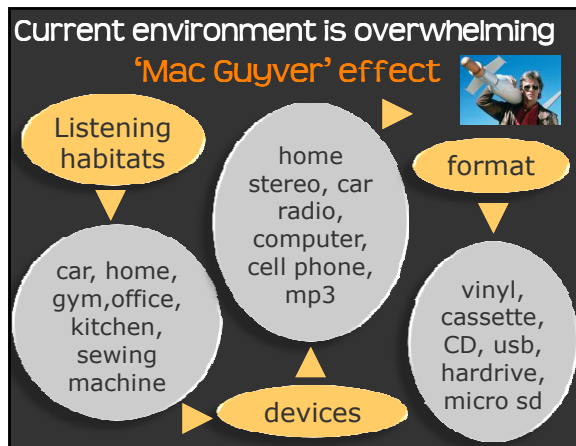 Current environment is overwhelming
‘Mac Guyver’ effect
Listening
habitats
car, home,
gym,office,
kitchen,
sewing
machine
devices
home
stereo, car
radio,
computer,
cell phone,
mp3
format
vinyl,
cassette,
CD, usb,
hardrive,
micro sd